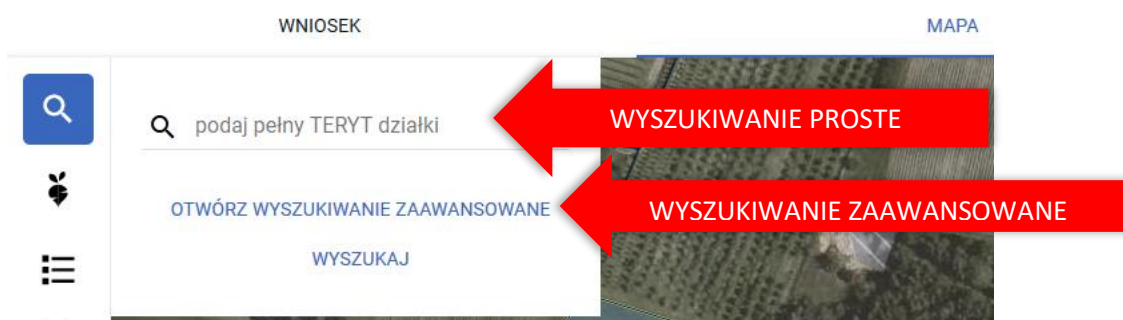 WNIOSEK
MAPA
podaj pełny TERYT działki
WYSZUKIWANIE PROSTE
OTWÓRZ WYSZUKIWANIE ZAAWANSOWANE
WYSZUKIWANIE ZAAWANSOWANE
WYSZUKAJ